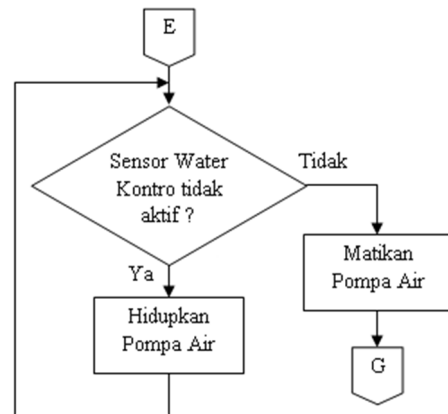 E
Sensor Water
Kontro tidak
aktif ?
Tidak
Ya
Matikan
Pompa Air
Hidupkan
Pompa Air
G